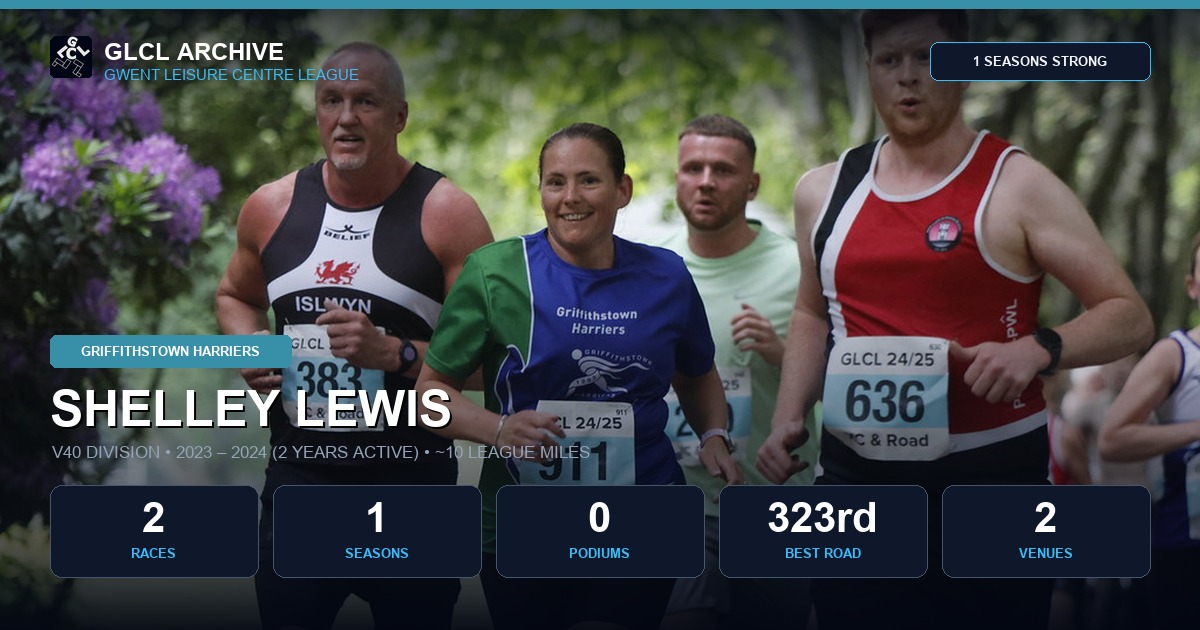 GLCL ARCHIVE
GWENT LEISURE CENTRE LEAGUE
1 SEASONS STRONG
BELIEF
ISLWYN
Griffithstown
Harriers
GRIFFITHSTOWN
GLCL 24/25
636
XC & Road
383
911
CL 24/25
911
GRIFFITHSTOWN HARRIERS
SHELLEY LEWIS
V40 DIVISION • 2023 – 2024 (2 YEARS ACTIVE) • ~10 LEAGUE MILES
2
RACES
1
SEASONS
0
PODIUMS
323rd
BEST ROAD
2
VENUES